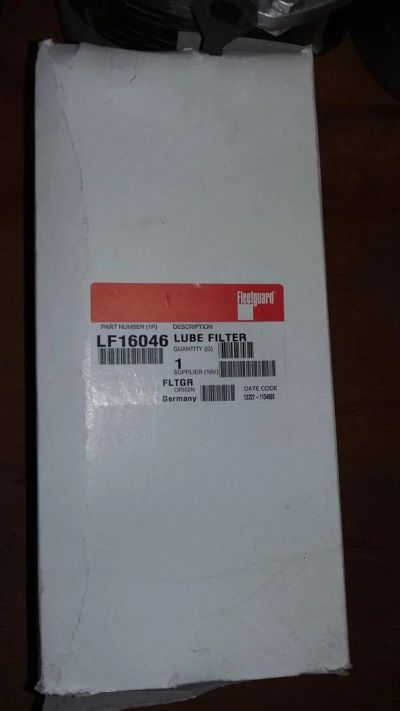 Fleetguard
PART NUMBER (1P)
DESCRIPTION
LF16046
LUBE FILTER
QUANTITY (Q)
1
SUPPLIER (16V)
FLTGR
ORIGIN
Germany
DATE CODE